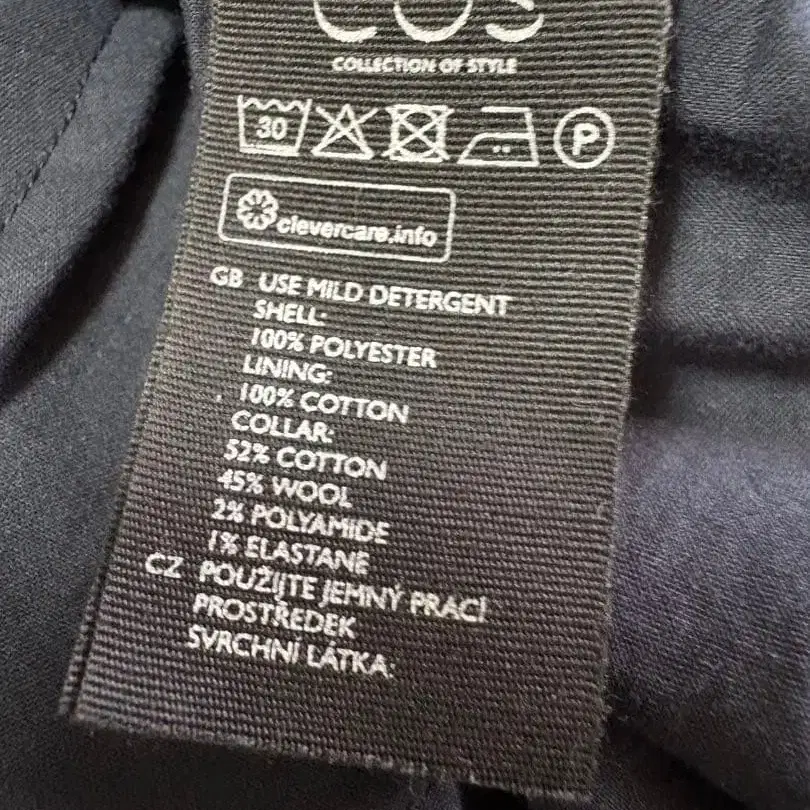 COS
COLLECTION OF STYLE
30 P
clevercare.info
GB USE MILD DETERGENT
SHELL:
100% POLYESTER
LINING:
100% COTTON
COLLAR:
52% COTTON
45% WOOL
2% POLYAMIDE
1% ELASTANE
CZ POUŽIJTE JEMNÝ PRACÍ
PROSTŘEDEK
SVRCHNÍ LÁTKA: